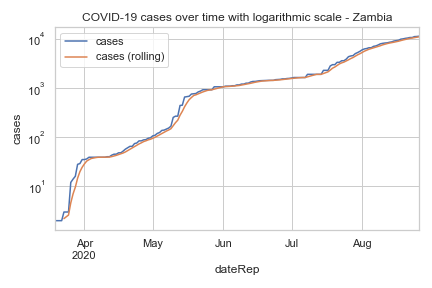 COVID-19 cases over time with logarithmic scale - Zambia
cases
cases (rolling)
10⁴
10³
10²
10¹
cases
Apr
2020
May
Jun
Jul
Aug
dateRep